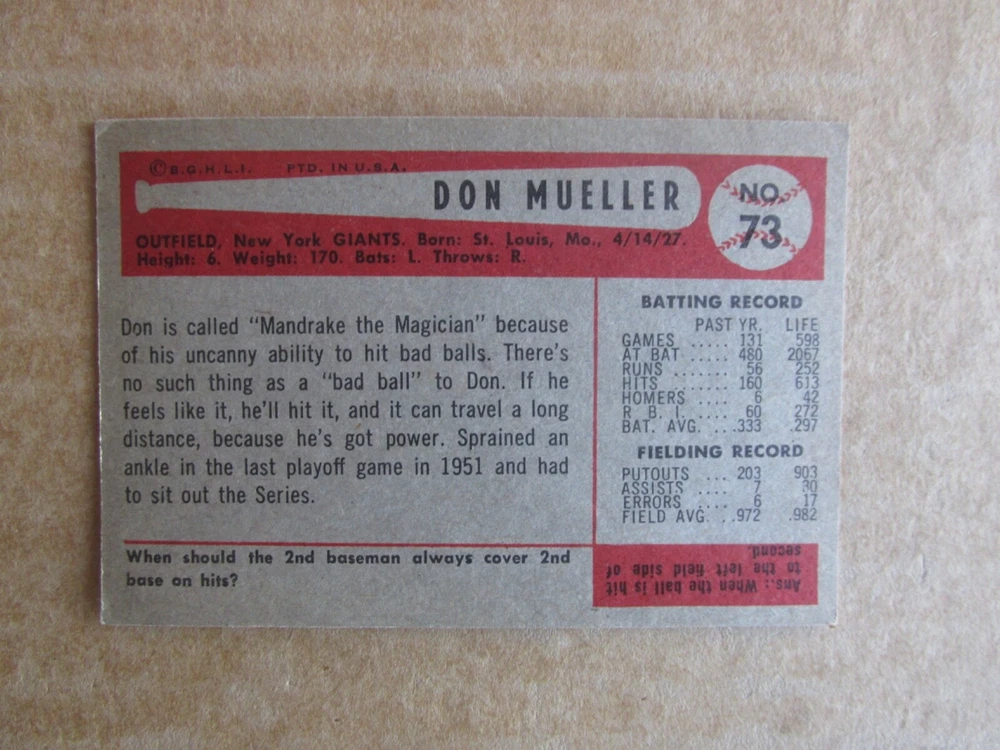 ©B.G.H.L.I. PTD. IN U.S.A.
DON MUELLER
NO.
73
OUTFIELD, New York GIANTS. Born: St. Louis, Mo., 4/14/27.
Height: 6. Weight: 170. Bats: L. Throws: R.
Don is called "Mandrake the Magician" because
of his uncanny ability to hit bad balls. There's
no such thing as a "bad ball" to Don. If he
feels like it, he'll hit it, and it can travel a long
distance, because he's got power. Sprained an
ankle in the last playoff game in 1951 and had
to sit out the Series.
BATTING RECORD
PAST YR. LIFE
GAMES ..... 131 598
AT BAT ..... 480 2067
RUNS ....... 56 252
HITS ....... 160 613
HOMERS .... 6 42
R. B. I. .... 60 272
BAT. AVG. ...333 .297
FIELDING RECORD
PUTOUTS ... 203 903
ASSISTS .... 7 30
ERRORS .... 6 17
FIELD AVG. ..972 .982
When should the 2nd baseman always cover 2nd
base on hits?
Ans.: When the ball is hit
to the left field side of
second.